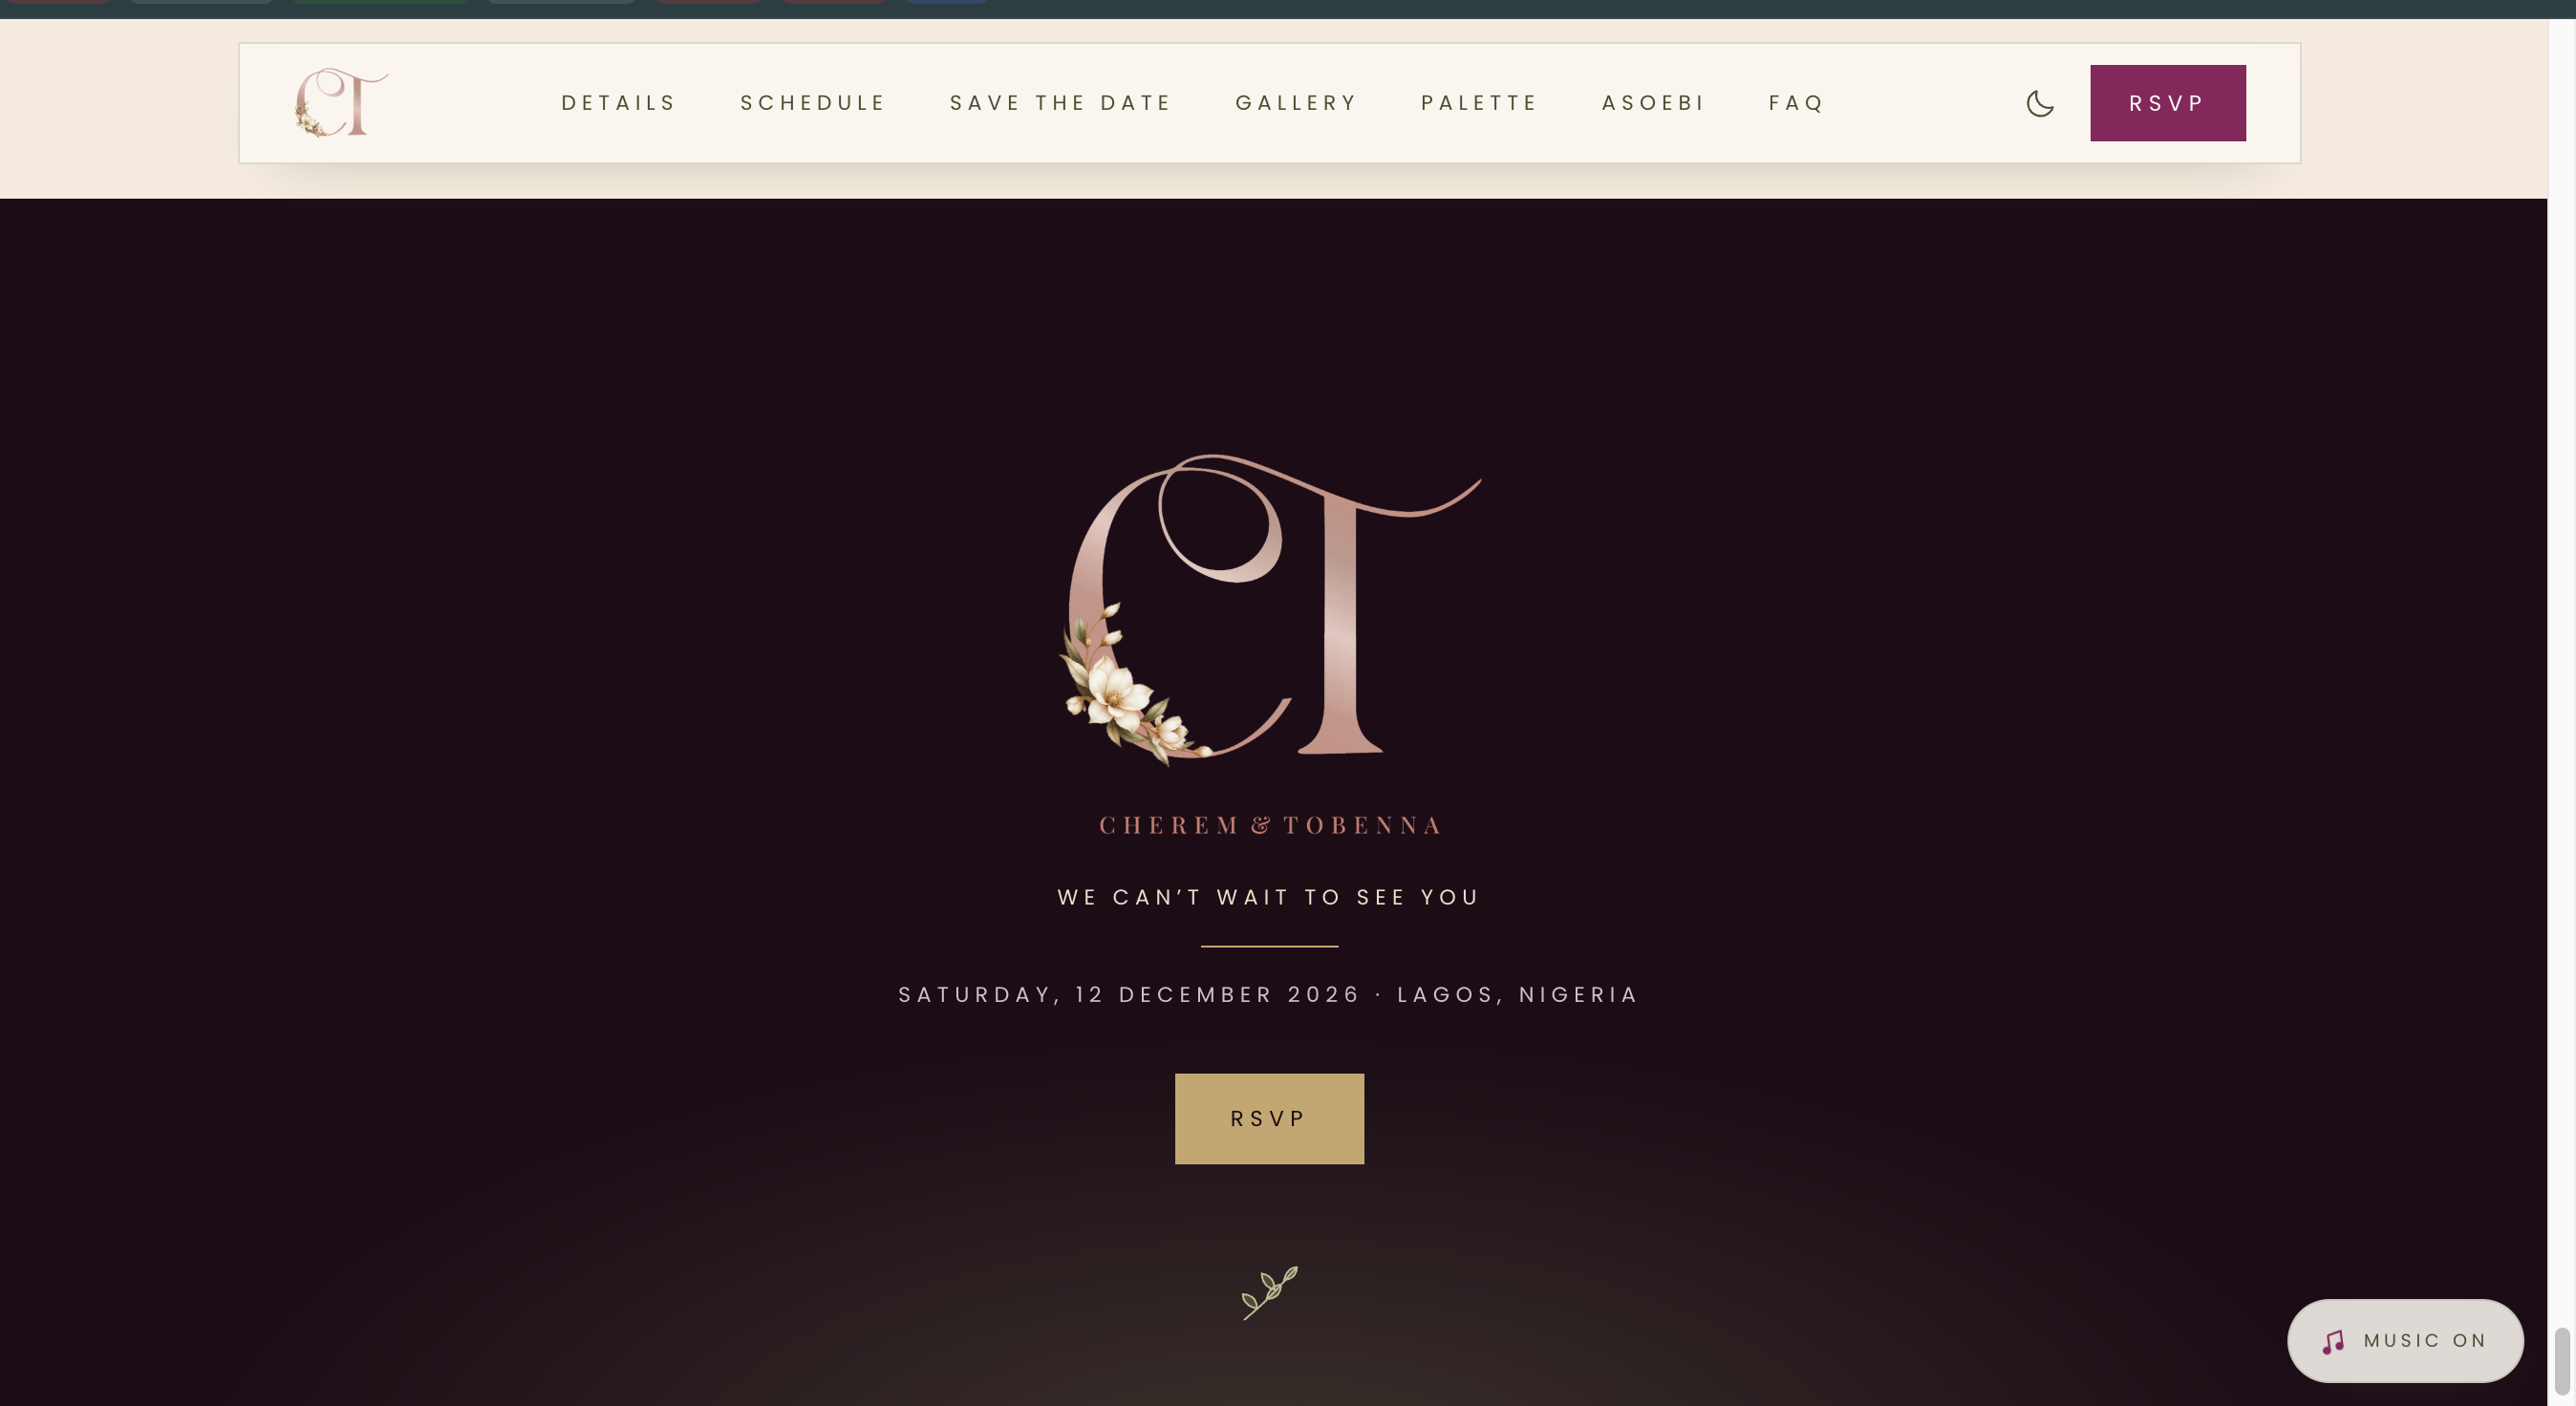 CT
DETAILS SCHEDULE SAVE THE DATE GALLERY PALETTE ASOEBI FAQ RSVP
CT
CHEREM & TOBENNA
WE CAN’T WAIT TO SEE YOU
SATURDAY, 12 DECEMBER 2026 · LAGOS, NIGERIA
RSVP
MUSIC ON